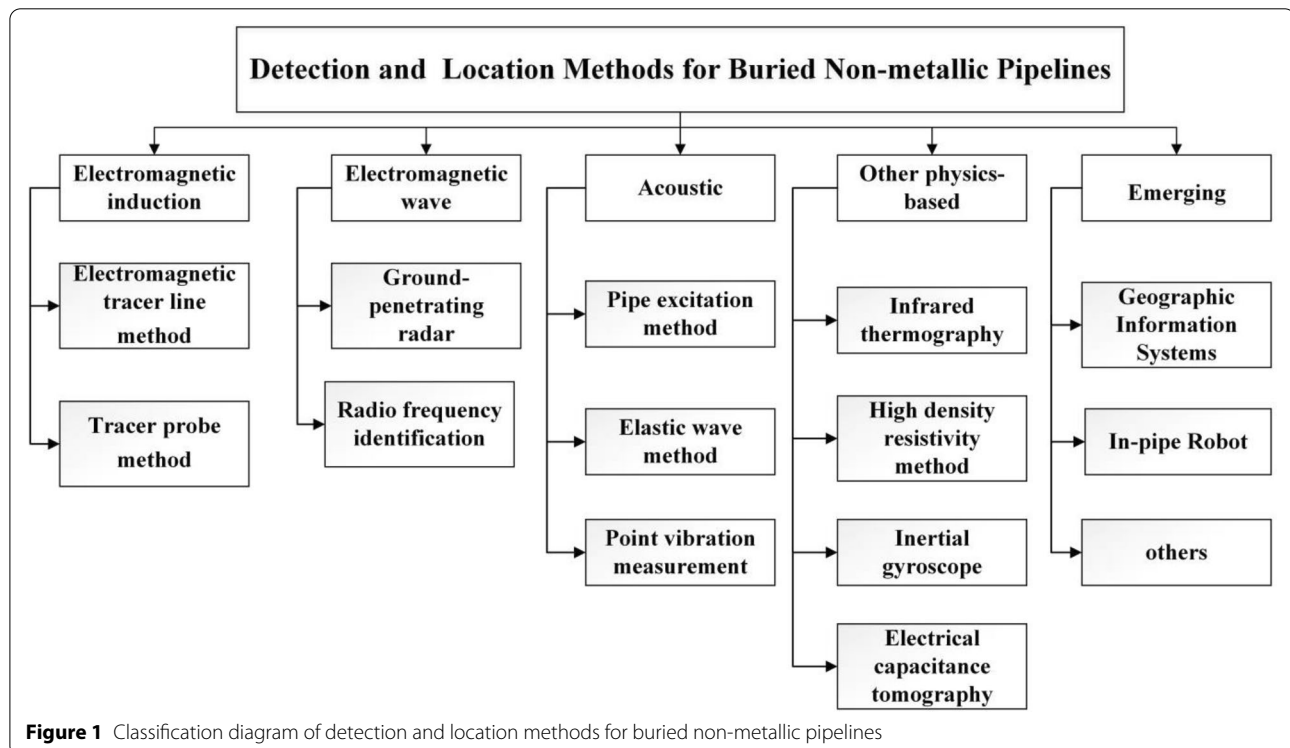 Detection and Location Methods for Buried Non-metallic Pipelines
Electromagnetic
induction
Electromagnetic
tracer line
method
Tracer probe
method
Electromagnetic
wave
Ground-
penetrating
radar
Radio frequency
identification
Acoustic
Pipe excitation
method
Elastic wave
method
Point vibration
measurement
Other physics-
based
Infrared
thermography
High density
resistivity
method
Inertial
gyroscope
Electrical
capacitance
tomography
Emerging
Geographic
Information
Systems
In-pipe Robot
others
Figure 1 Classification diagram of detection and location methods for buried non-metallic pipelines